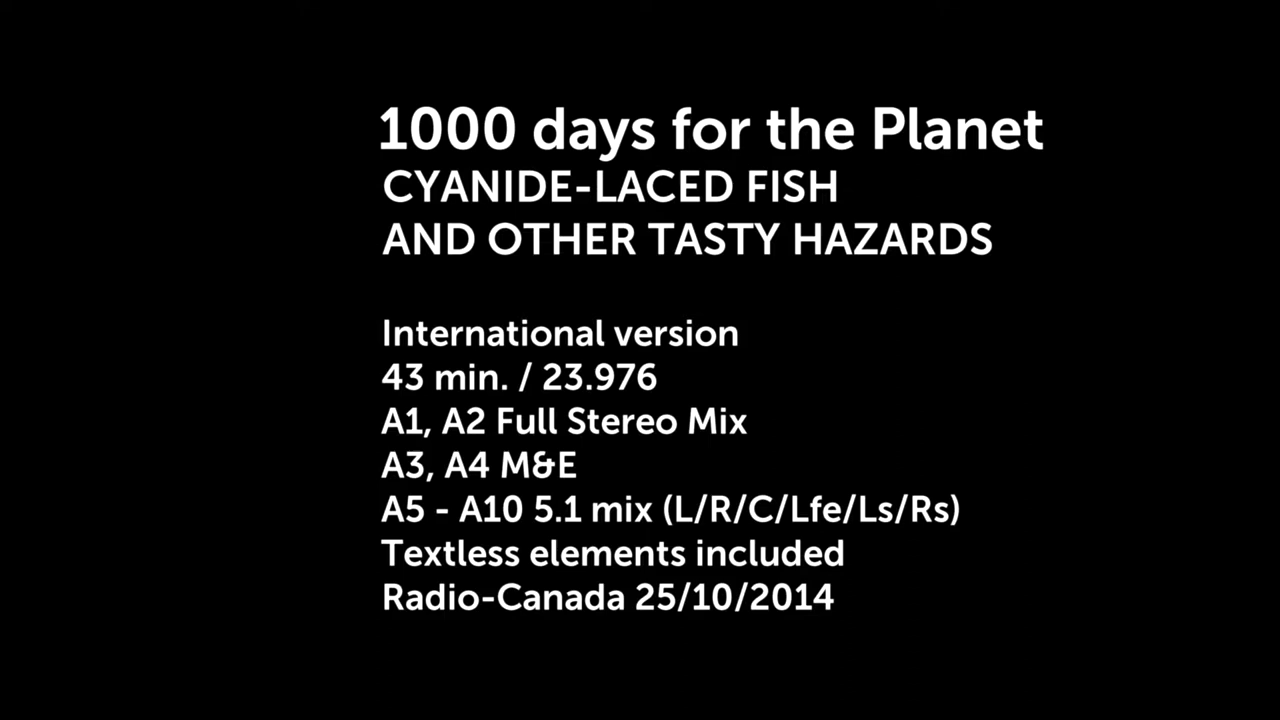 1000 days for the Planet
CYANIDE-LACED FISH
AND OTHER TASTY HAZARDS
International version
43 min. / 23.976
A1, A2 Full Stereo Mix
A3, A4 M&E
A5 - A10 5.1 mix (L/R/C/Lfe/Ls/Rs)
Textless elements included
Radio-Canada 25/10/2014